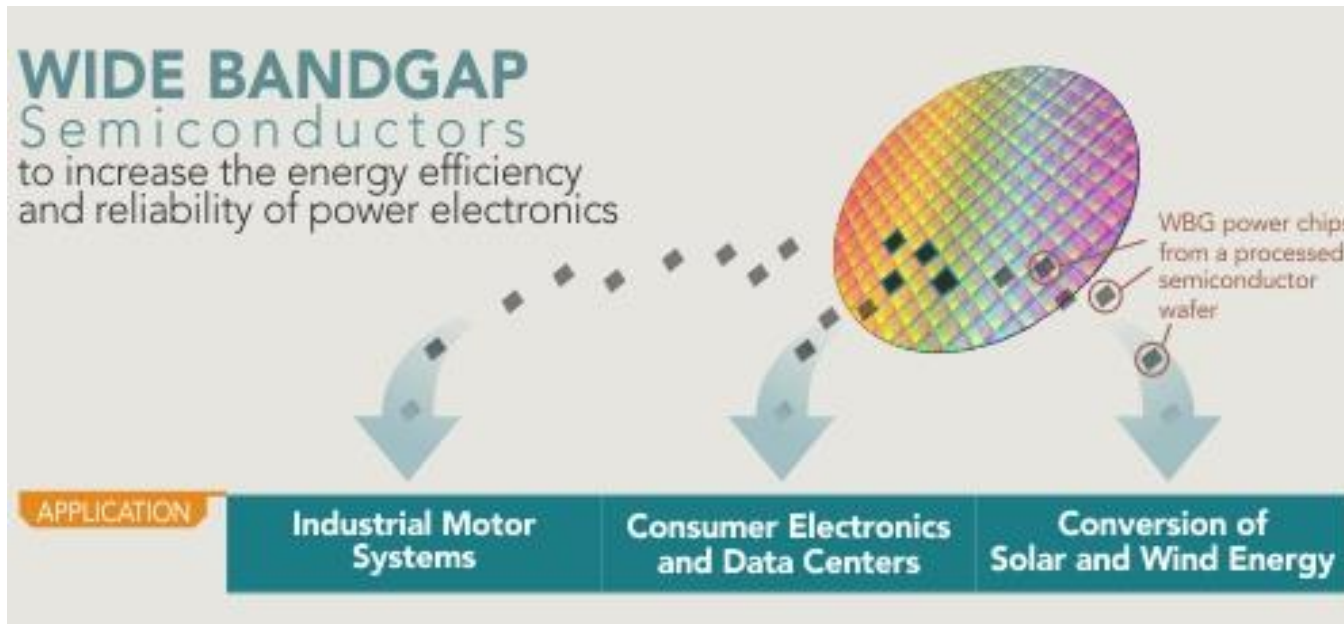 WIDE BANDGAP
Semiconductors
to increase the energy efficiency
and reliability of power electronics
WBG power chips
from a processed
semiconductor
wafer
APPLICATION
Industrial Motor
Systems
Consumer Electronics
and Data Centers
Conversion of
Solar and Wind Energy